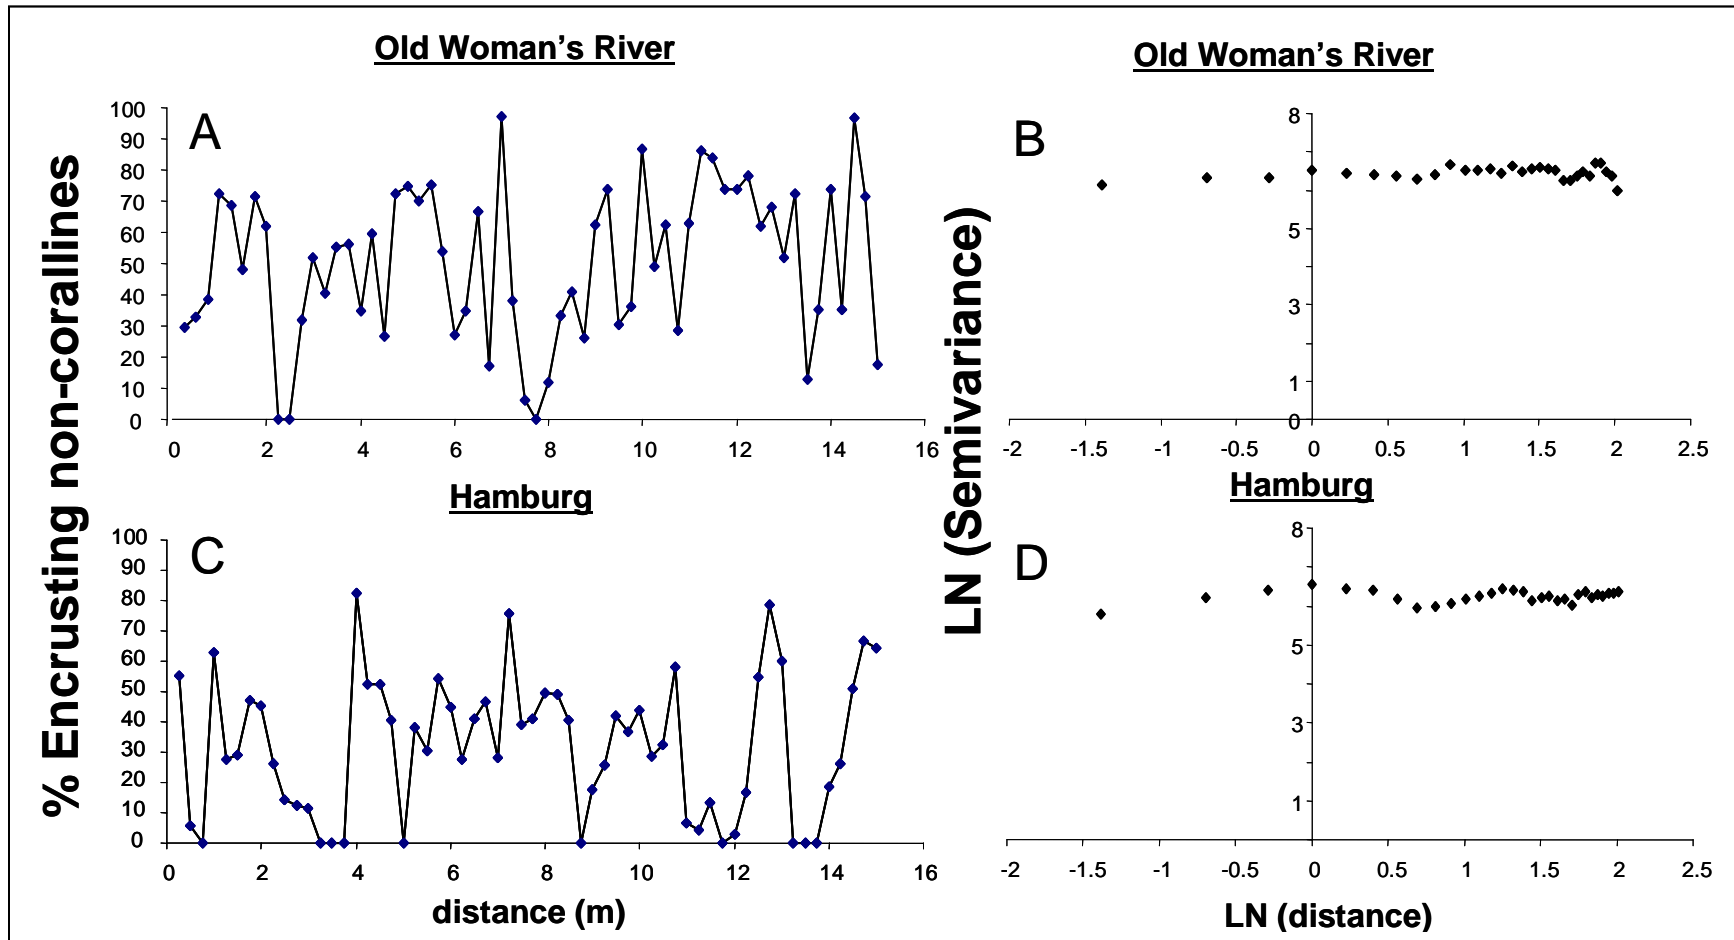 Old Woman's River
Old Woman's River
% Encrusting non-corallines
A
100
90
80
70
60
50
40
30
20
10
0
0 2 4 6 8 10 12 14 16
LN (Semivariance)
B
8
5
3
1
0
-2 -1.5 -1 -0.5 0 0.5 1 1.5 2 2.5
Hamburg
Hamburg
C
100
90
80
70
60
50
40
30
20
10
0
0 2 4 6 8 10 12 14 16
distance (m)
D
8
5
3
1
-2 -1.5 -1 -0.5 0 0.5 1 1.5 2 2.5
LN (distance)